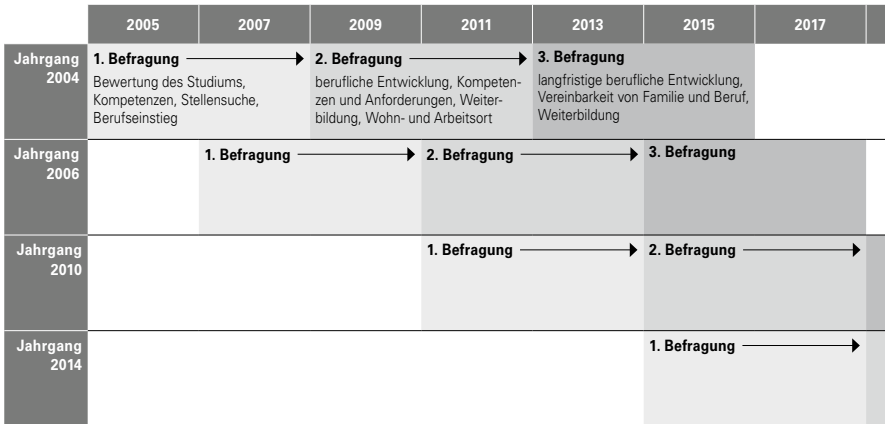 2005 2007 2009 2011 2013 2015 2017
Jahrgang
2004
1. Befragung
Bewertung des Studiums,
Kompetenzen, Stellensuche,
Berufseinstieg
2. Befragung
berufliche Entwicklung, Kompeten-
zen und Anforderungen, Weiter-
bildung, Wohn- und Arbeitsort
3. Befragung
langfristige berufliche Entwicklung,
Vereinbarkeit von Familie und Beruf,
Weiterbildung
Jahrgang
2006
1. Befragung
2. Befragung
3. Befragung
Jahrgang
2010
1. Befragung
2. Befragung
Jahrgang
2014
1. Befragung